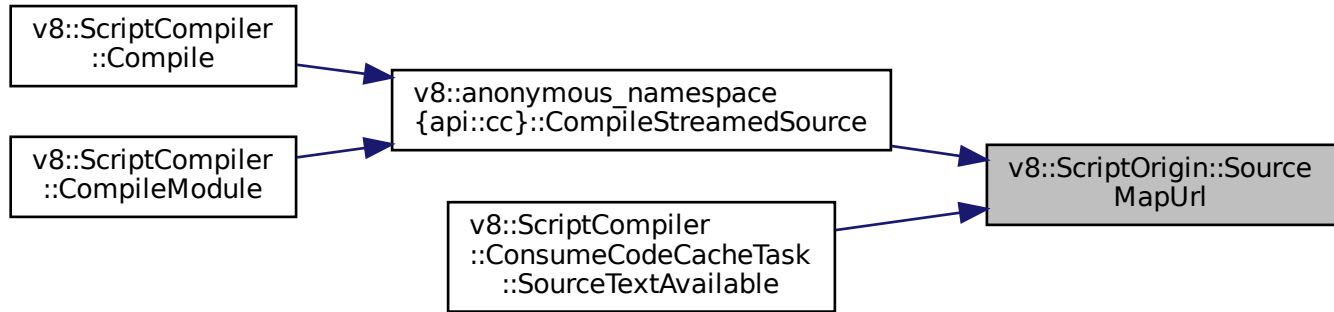 v8::ScriptCompiler
::Compile
v8::ScriptCompiler
::CompileModule
v8::anonymous_namespace
{api::cc}::CompileStreamedSource
v8::ScriptCompiler
::ConsumeCodeCacheTask
::SourceTextAvailable
v8::ScriptOrigin::Source
MapUrl